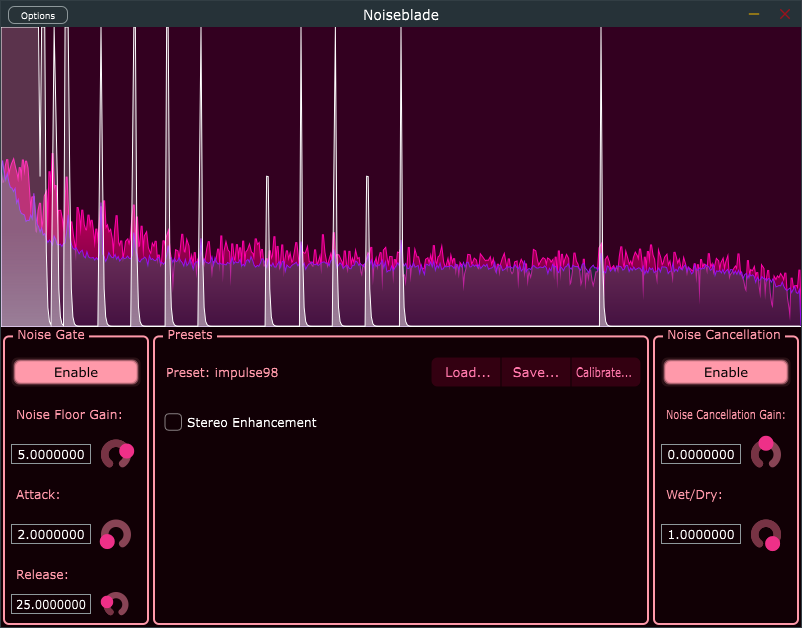 Options
Noiseblade
Noise Gate
Enable
Noise Floor Gain:
5.0000000
Attack:
2.0000000
Release:
25.0000000
Presets
Preset: impulse98
Load...
Save...
Calibrate...
Stereo Enhancement
Noise Cancellation
Enable
Noise Cancellation Gain:
0.0000000
Wet/Dry:
1.0000000